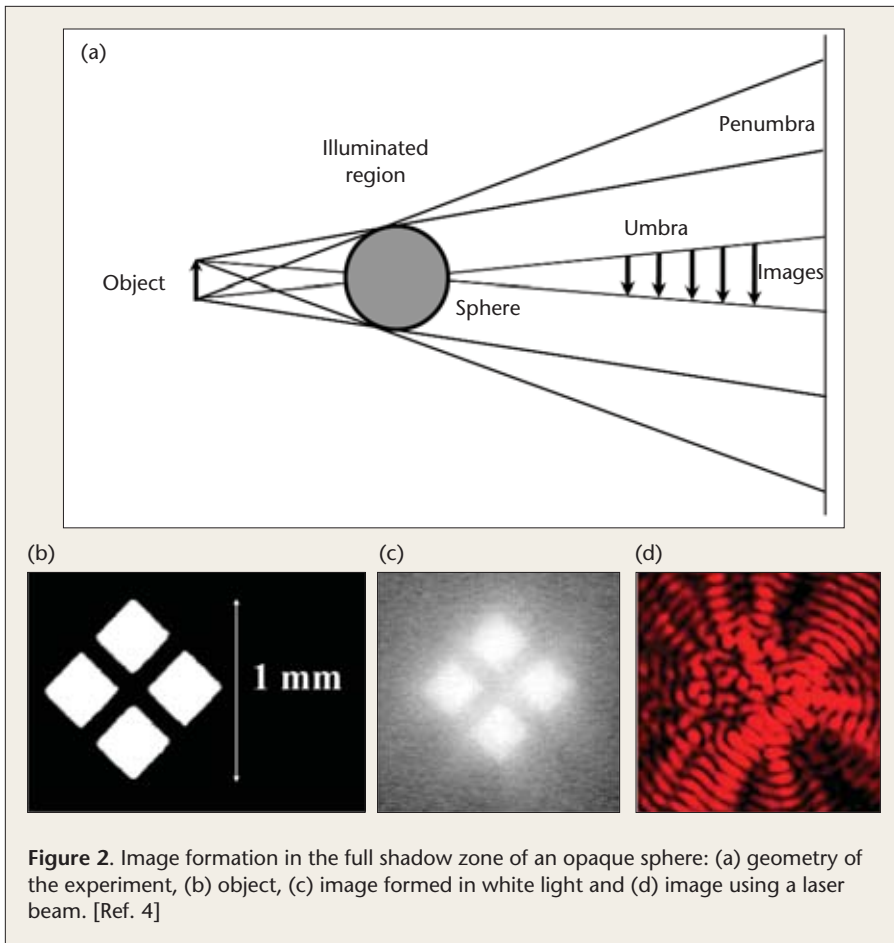 (a)
Penumbra
Illuminated
region
Umbra
Object
Images
Sphere
(b)
(c)
(d)
1 mm
Figure 2. Image formation in the full shadow zone of an opaque sphere: (a) geometry of
the experiment, (b) object, (c) image formed in white light and (d) image using a laser
beam. [Ref. 4]